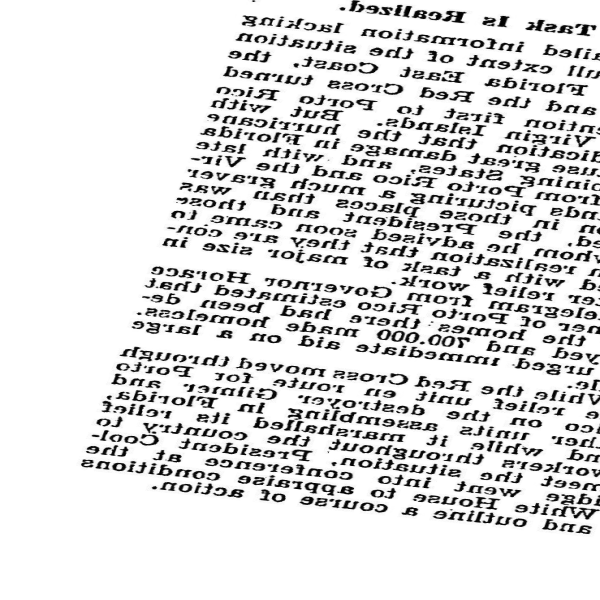 Task Is Realized.
ailed information lacking
ull extent of the situation
Florida East Coast, the
and the Red Cross turned
ention first to Porto Rico
Virgin Islands. But with
dication that the hurricane
use great damage in Florida
oining States, and with late
from Porto Rico and the Vir-
nds picturing a much graver
on in those places than was
ed, the President and those
whom he advised soon came to
n realization that they are con-
ed with a task of major size in
ter relief work.
elegram from Governor Horace
ner of Porto Rico estimated that
the homes there had been de-
yed and 700,000 made homeless.
urged immediate aid on a large
le.
While the Red Cross moved through
e relief unit en route for Porto
ico on the destroyer Gilmer and
ther units assembling in Florida,
nd while it marshalled its relief
workers throughout the country to
meet the situation, President Cool-
idge went into conference at the
White House to appraise conditions
and outline a course of action.